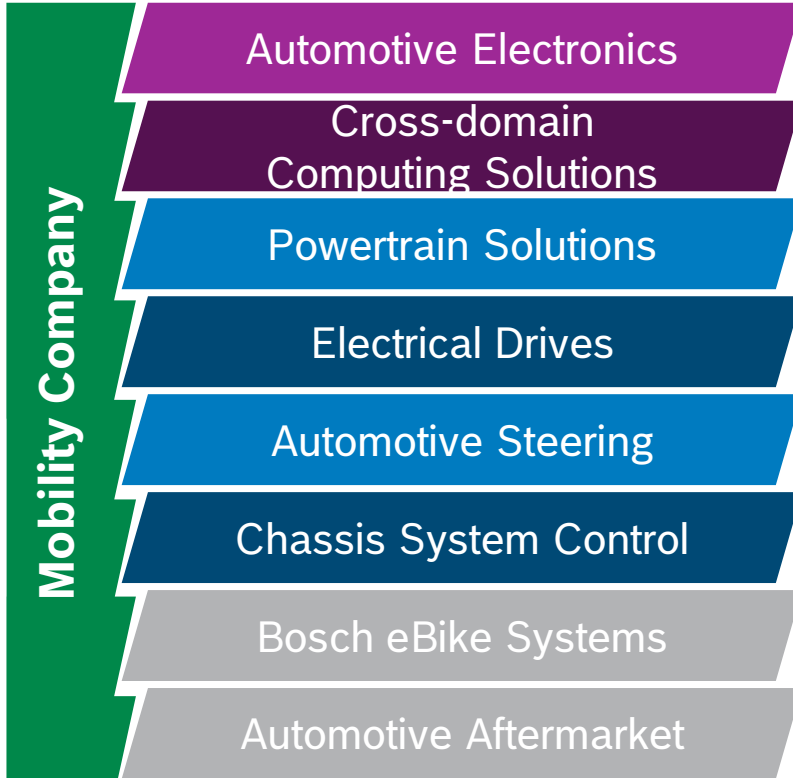 Mobility Company
Automotive Electronics
Cross-domain
Computing Solutions
Powertrain Solutions
Electrical Drives
Automotive Steering
Chassis System Control
Bosch eBike Systems
Automotive Aftermarket